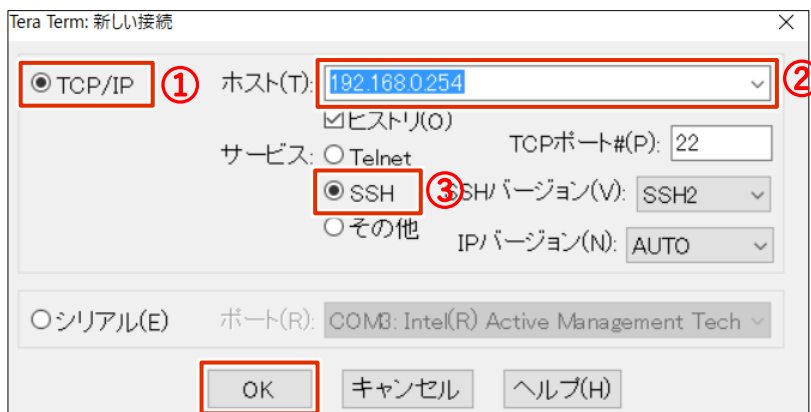 Tera Term: 新しい接続
TCP/IP ① ホスト(T): 192.168.0.254 ②
ヒストリ(O)
サービス: Telnet TCPポート#(P): 22
SSH ③ SSHバージョン(V): SSH2
その他 IPバージョン(N): AUTO
シリアル(E) ポート(R): COM3: Intel(R) Active Management Tech
OK キャンセル ヘルプ(H)